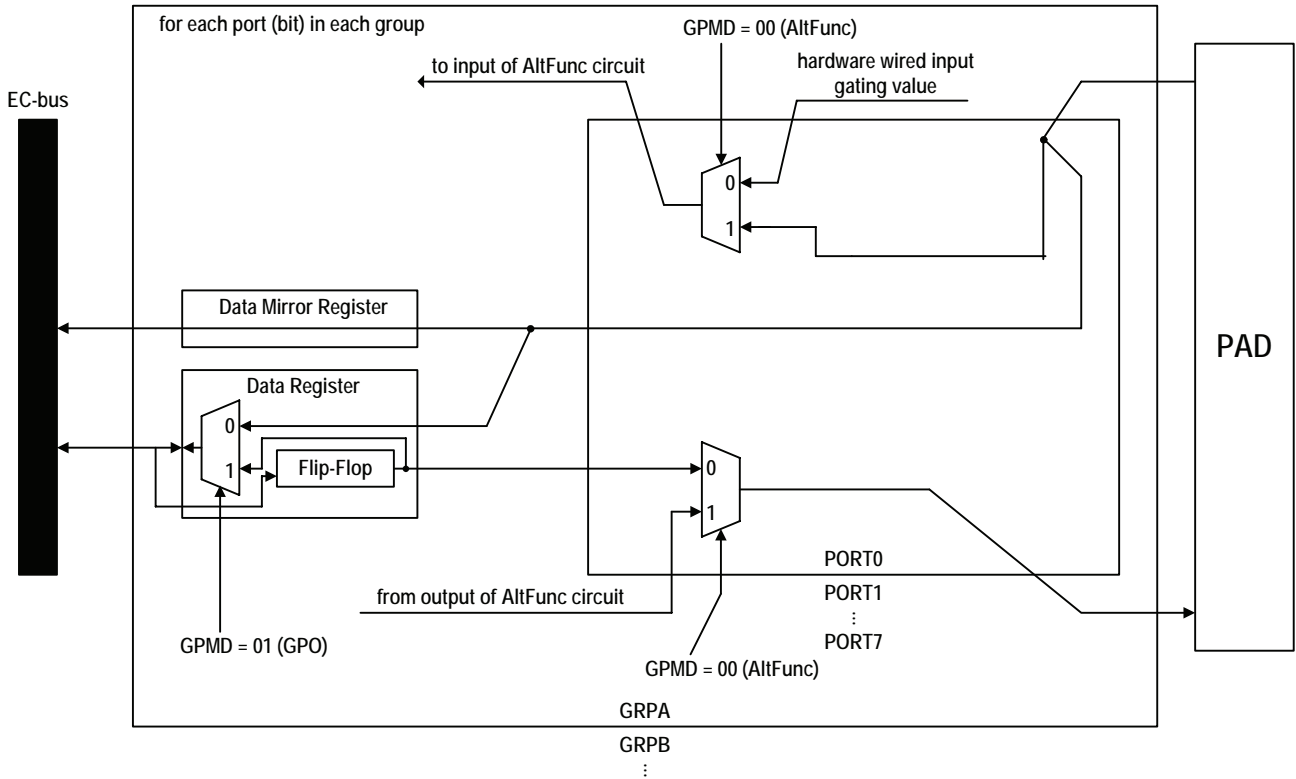 for each port (bit) in each group
GPMD = 00 (AltFunc)
to input of AltFunc circuit
hardware wired input
gating value
EC-bus
0
1
Data Mirror Register
PAD
Data Register
0
1
Flip-Flop
0
1
PORT0
from output of AltFunc circuit
PORT1
...
PORT7
GPMD = 01 (GPO)
GPMD = 00 (AltFunc)
GRPA
GRPB
...